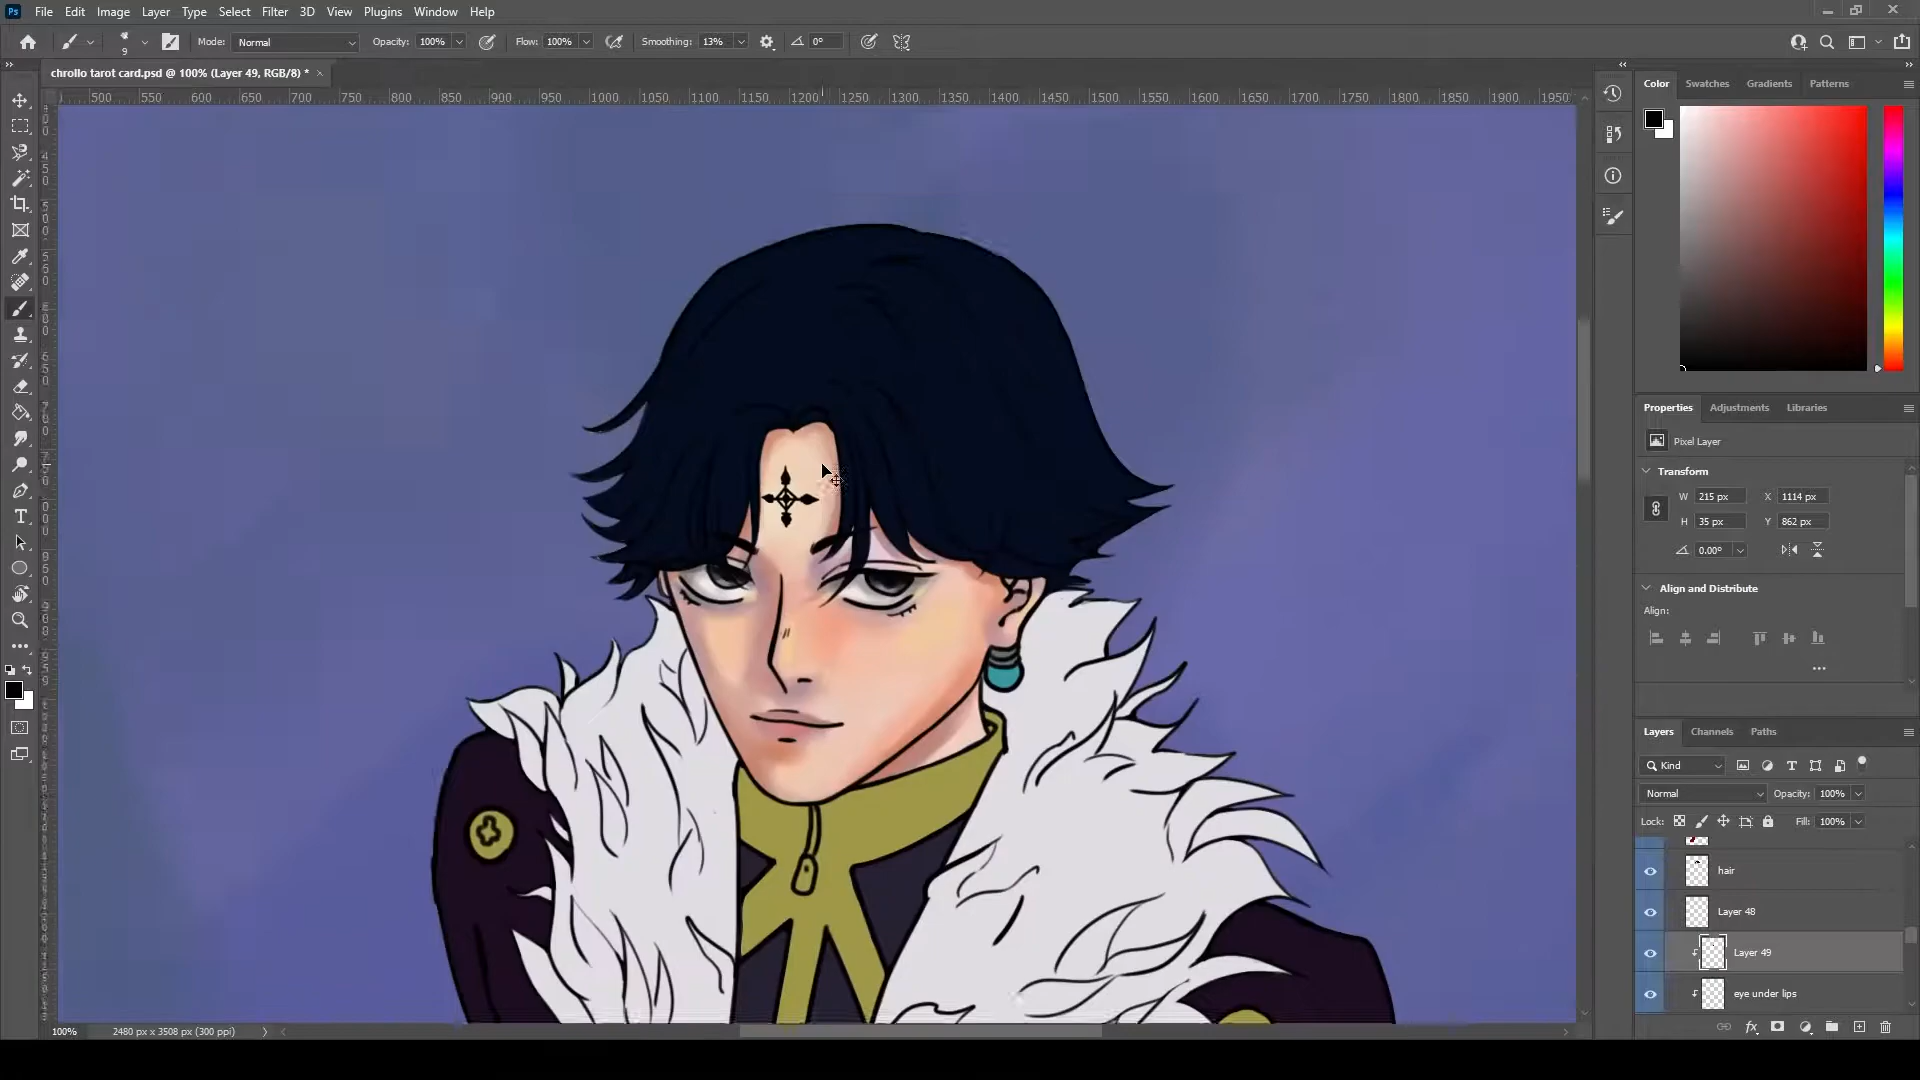 Ps File Edit Image Layer Type Select Filter 3D View Plugins Window Help
9 Mode: Normal Opacity: 100% Flow: 100% Smoothing: 13% 0°
chrollo tarot card.psd @ 100% (Layer 49, RGB/8) * ×
500 550 600 650 700 750 800 850 900 950 1000 1050 1100 1150 1200 1250 1300 1350 1400 1450 1500 1550 1600 1650 1700 1750 1800 1850 1900 1950
Color Swatches Gradients Patterns
Properties Adjustments Libraries
Pixel Layer
Transform
W 215 px X 1114 px
H 35 px Y 862 px
0.00°
Align and Distribute
Align:
Layers Channels Paths
Kind
Normal Opacity: 100%
Lock: Fill: 100%
hair
Layer 48
Layer 49
eye under lips
fx
100% 2480 px x 3508 px (300 ppi)